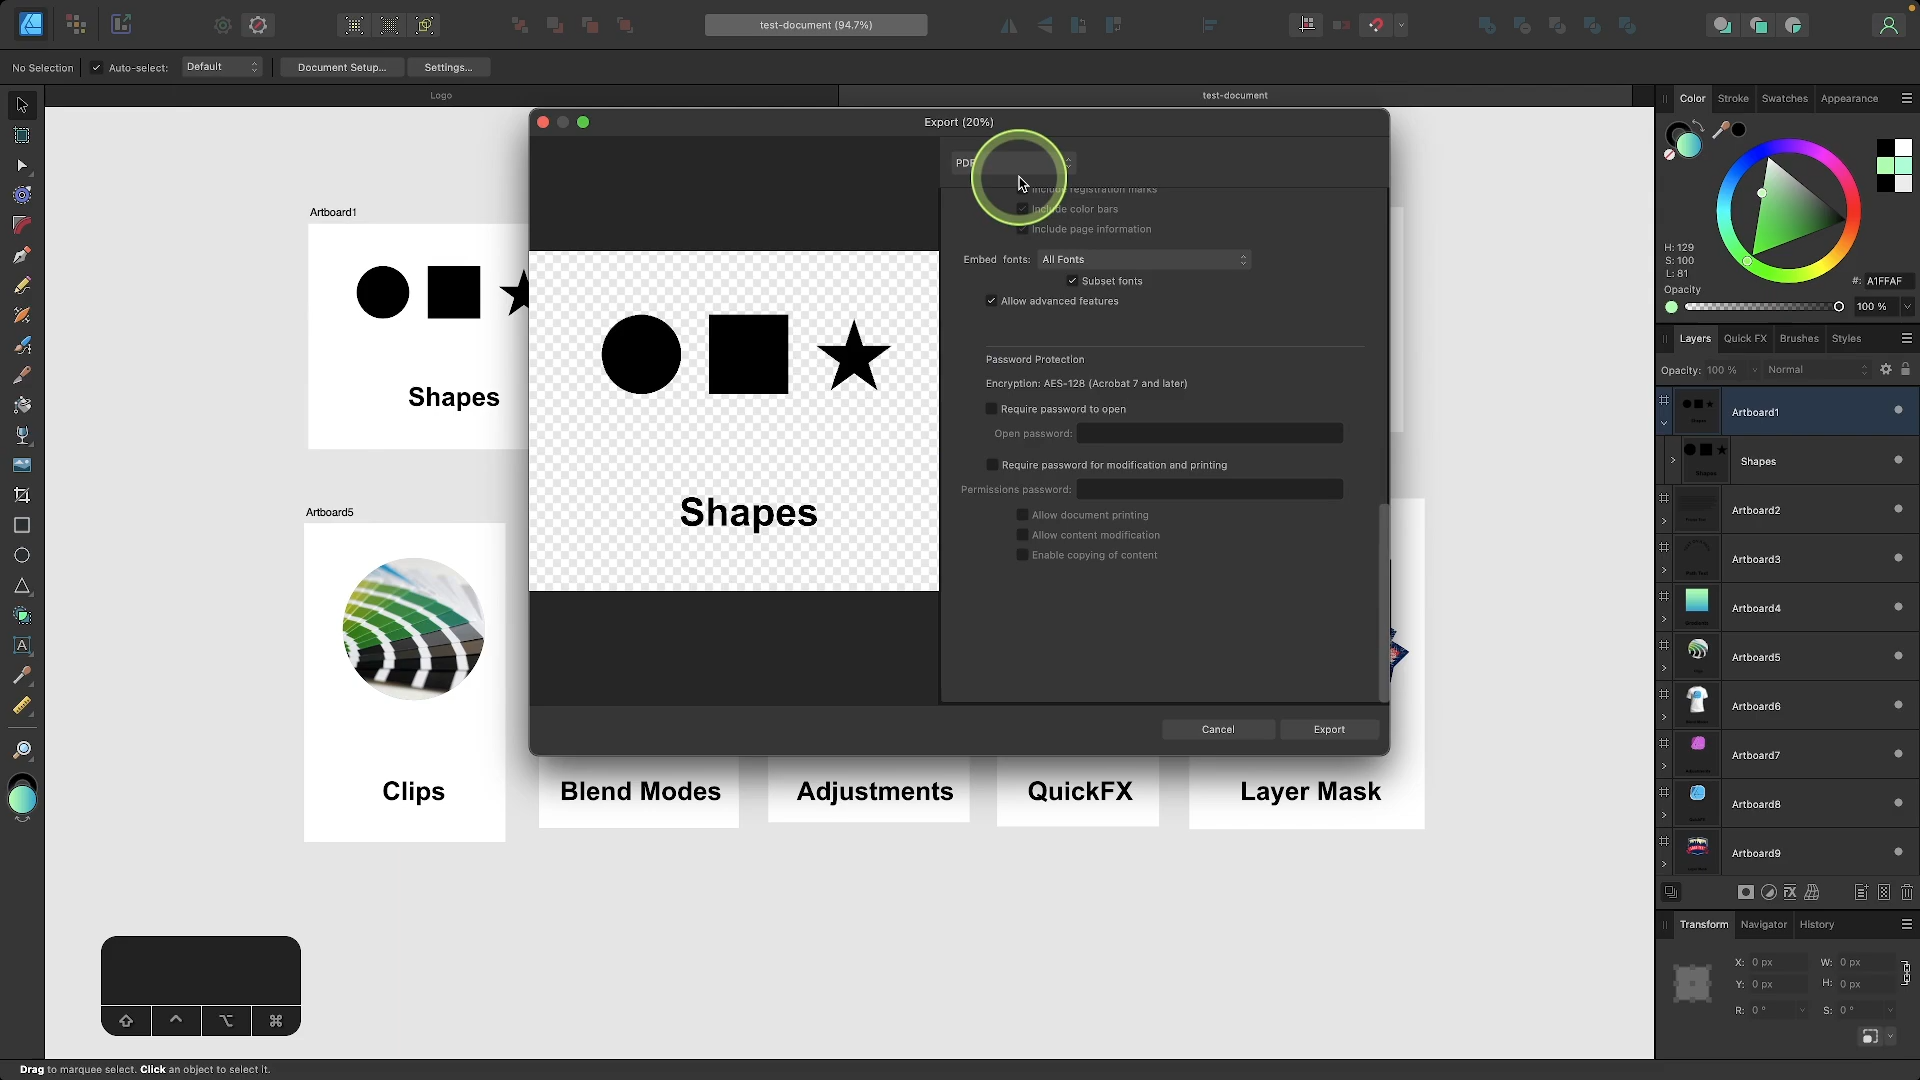 test-document (94.7%)
No Selection
Auto-select:
Default
Document Setup...
Settings...
Logo
test-document
Color
Stroke
Swatches
Appearance
Export (20%)
PDF
Include registration marks
Include color bars
Include page information
Embed fonts: All Fonts
Subset fonts
Allow advanced features
Password Protection
Encryption: AES-128 (Acrobat 7 and later)
Require password to open
Open password:
Require password for modification and printing
Permissions password:
Allow document printing
Allow content modification
Enable copying of content
Cancel
Export
Artboard1
Shapes
Shapes
Artboard5
Clips
Blend Modes
Adjustments
QuickFX
Layer Mask
H: 129
S: 100
L: 81
#: A1FFAF
Opacity
100 %
Layers
Quick FX
Brushes
Styles
Opacity: 100 %
Normal
Artboard1
Shapes
Artboard2
Artboard3
Artboard4
Artboard5
Artboard6
Artboard7
Artboard8
Artboard9
Transform
Navigator
History
X: 0 px
W: 0 px
Y: 0 px
H: 0 px
R: 0 °
S: 0 °
Drag to marquee select. Click an object to select it.